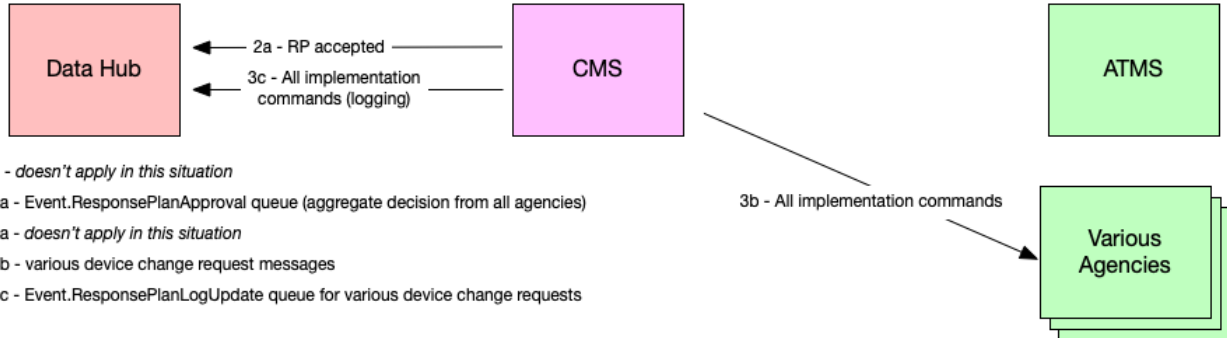 Data Hub
2a - RP accepted
3c - All implementation
commands (logging)
CMS
ATMS
- doesn't apply in this situation
a - Event.ResponsePlanApproval queue (aggregate decision from all agencies)
a - doesn't apply in this situation
b - various device change request messages
c - Event.ResponsePlanLogUpdate queue for various device change requests
3b - All implementation commands
Various
Agencies